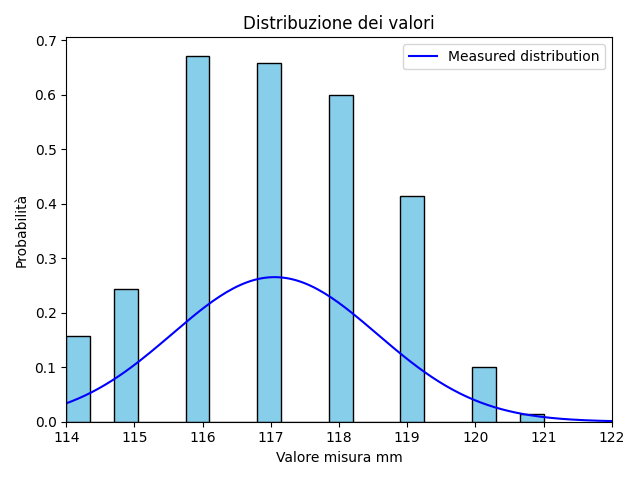 Distribuzione dei valori
Measured distribution
Probabilità
0.7
0.6
0.5
0.4
0.3
0.2
0.1
0.0
114 115 116 117 118 119 120 121 122
Valore misura mm